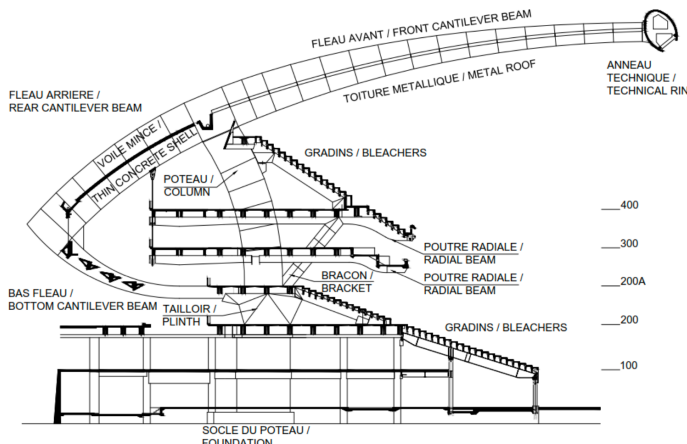 FLEAU AVANT / FRONT CANTILEVER BEAM
ANNEAU
TECHNIQUE /
TECHNICAL RIN
TOITURE METALLIQUE / METAL ROOF
FLEAU ARRIERE /
REAR CANTILEVER BEAM
VOILE MINCE /
THIN CONCRETE SHELL
GRADINS / BLEACHERS
POTEAU /
COLUMN
400
300
POUTRE RADIALE /
RADIAL BEAM
BRACON /
BRACKET
POUTRE RADIALE /
RADIAL BEAM
200A
BAS FLEAU /
BOTTOM CANTILEVER BEAM
TAILLOIR /
PLINTH
200
GRADINS / BLEACHERS
100
SOCLE DU POTEAU /
FOUNDATION